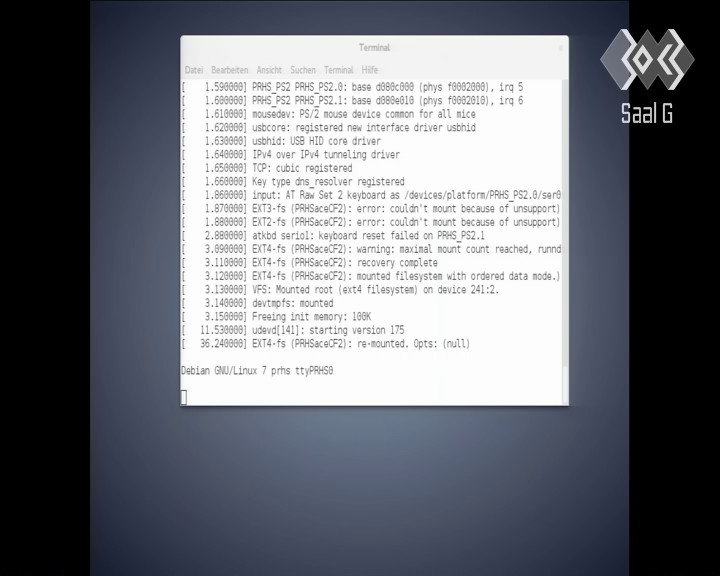 Terminal
Datei Bearbeiten Ansicht Suchen Terminal Hilfe
[    1.590000] PRHS_PS2 PRHS_PS2.0: base d080c000 (phys f0002000), irq 5
[    1.600000] PRHS_PS2 PRHS_PS2.1: base d080e010 (phys f0002010), irq 6
[    1.610000] mousedev: PS/2 mouse device common for all mice
[    1.620000] usbcore: registered new interface driver usbhid
[    1.630000] usbhid: USB HID core driver
[    1.640000] IPv4 over IPv4 tunneling driver
[    1.650000] TCP: cubic registered
[    1.660000] Key type dns_resolver registered
[    1.860000] input: AT Raw Set 2 keyboard as /devices/platform/PRHS_PS2.0/ser0
[    1.870000] EXT3-fs (PRHSaceCF2): error: couldn't mount because of unsupport)
[    1.880000] EXT2-fs (PRHSaceCF2): error: couldn't mount because of unsupport)
[    2.880000] atkbd serio1: keyboard reset failed on PRHS_PS2.1
[    3.090000] EXT4-fs (PRHSaceCF2): warning: maximal mount count reached, runnd
[    3.110000] EXT4-fs (PRHSaceCF2): recovery complete
[    3.120000] EXT4-fs (PRHSaceCF2): mounted filesystem with ordered data mode.)
[    3.130000] VFS: Mounted root (ext4 filesystem) on device 241:2.
[    3.140000] devtmpfs: mounted
[    3.150000] Freeing init memory: 100K
[   11.530000] udevd[141]: starting version 175
[   36.240000] EXT4-fs (PRHSaceCF2): re-mounted. Opts: (null)
Debian GNU/Linux 7 prhs ttyPRHS0
Saal G